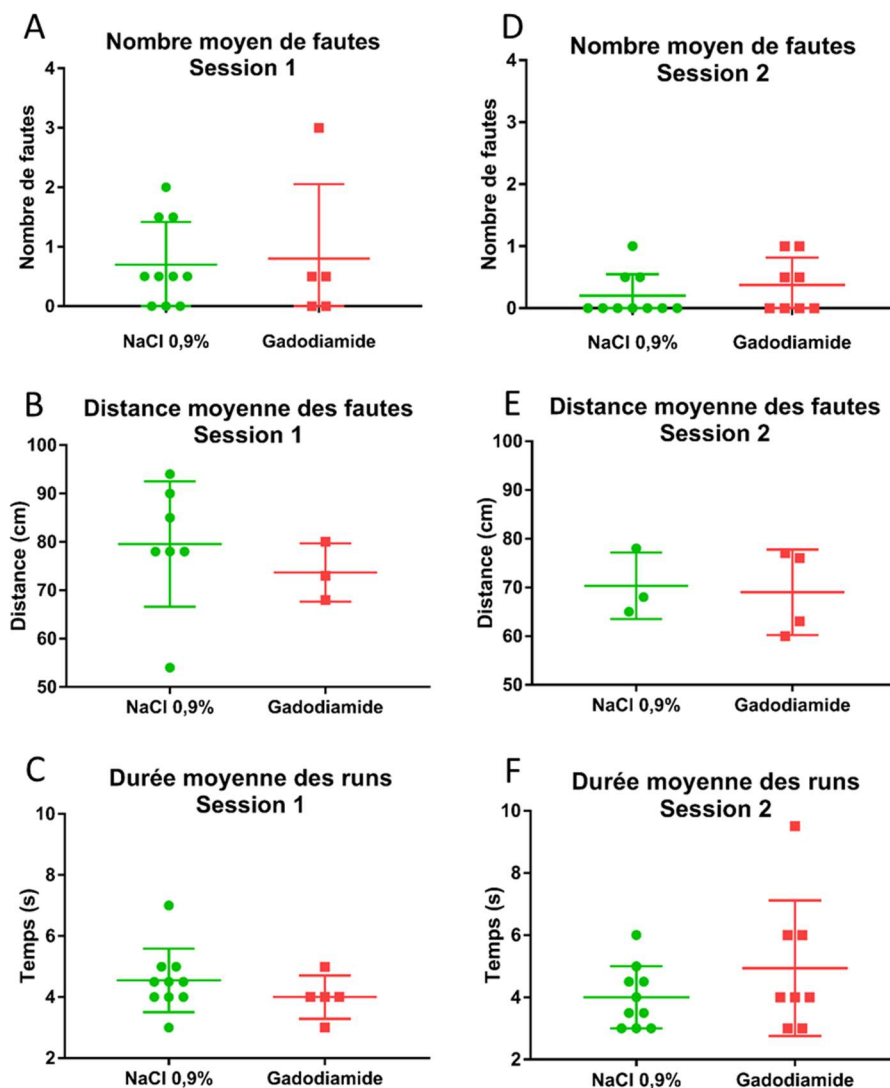 A
Nombre moyen de fautes
Session 1
Nombre de fautes
4
3
2
1
0
NaCl 0,9%
Gadodiamide
D
Nombre moyen de fautes
Session 2
Nombre de fautes
4
3
2
1
0
NaCl 0,9%
Gadodiamide
B
Distance moyenne des fautes
Session 1
Distance (cm)
100
90
80
70
60
50
NaCl 0,9%
Gadodiamide
E
Distance moyenne des fautes
Session 2
Distance (cm)
100
90
80
70
60
50
NaCl 0,9%
Gadodiamide
C
Durée moyenne des runs
Session 1
Temps (s)
10
8
6
4
2
NaCl 0,9%
Gadodiamide
F
Durée moyenne des runs
Session 2
Temps (s)
10
8
6
4
2
NaCl 0,9%
Gadodiamide